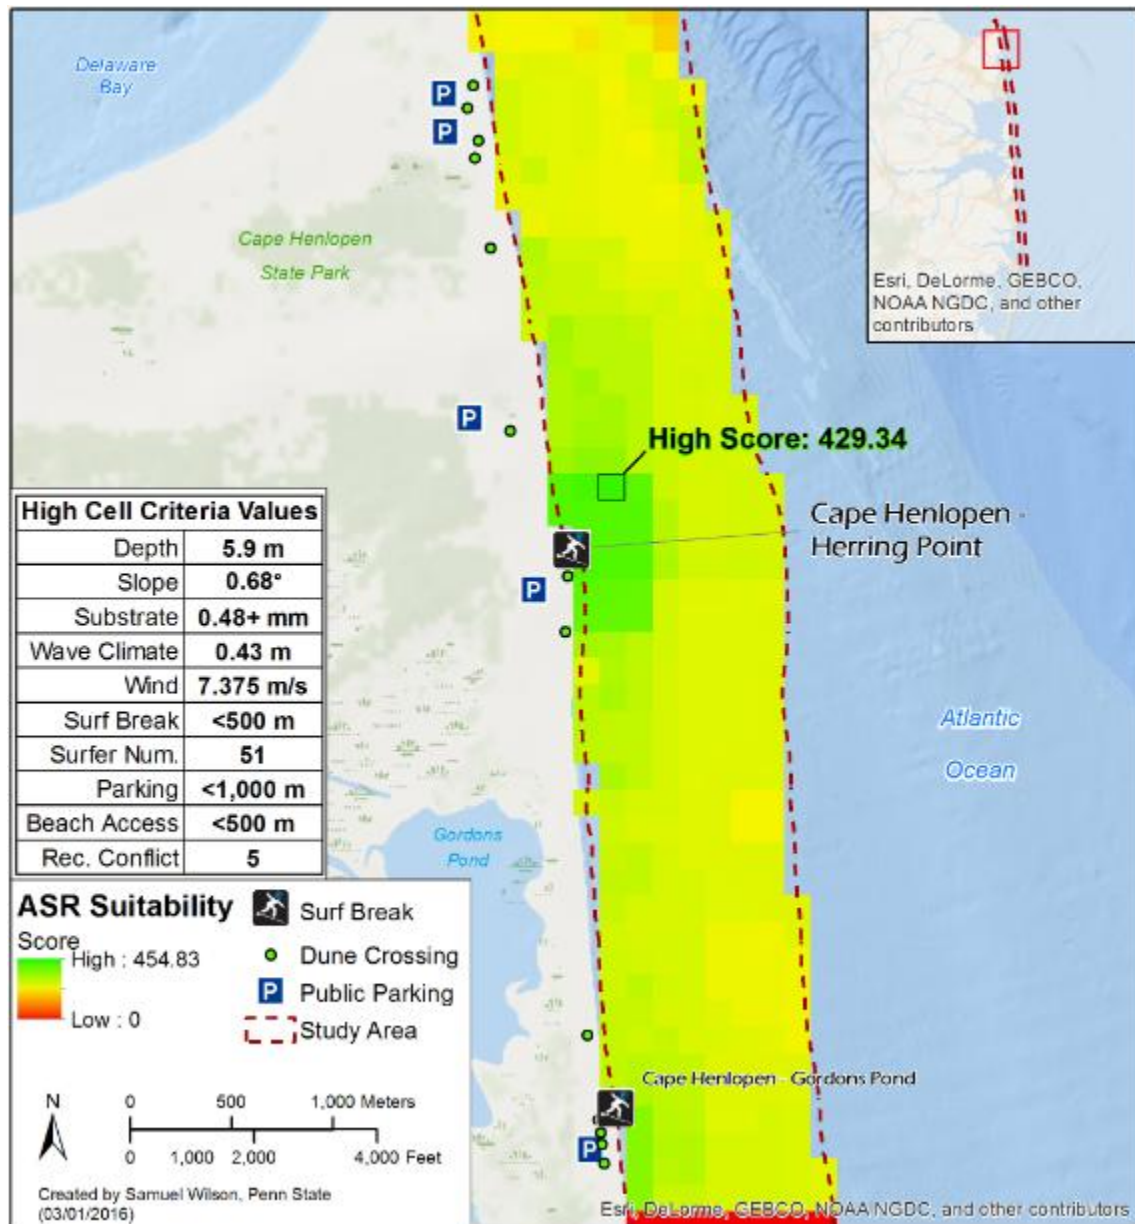 Delaware
Bay
P
P
Cape Henlopen
State Park
Esri, DeLorme, GEBCO,
NOAA NGDC, and other
contributors
P
High Score: 429.34
Cape Henlopen -
Herring Point
P
High Cell Criteria Values
Depth 5.9 m
Slope 0.68°
Substrate 0.48+ mm
Wave Climate 0.43 m
Wind 7.375 m/s
Surf Break <500 m
Surfer Num. 51
Parking <1,000 m
Beach Access <500 m
Rec. Conflict 5
Atlantic
Ocean
Gordons
Pond
ASR Suitability
Score
High : 454.83
Low : 0
Surf Break
Dune Crossing
P Public Parking
Study Area
Cape Henlopen - Gordons Pond
P
N
0 500 1,000 Meters
0 1,000 2,000 4,000 Feet
Created by Samuel Wilson, Penn State
(03/01/2016)
Esri, DeLorme, GEBCO, NOAA NGDC, and other contributors